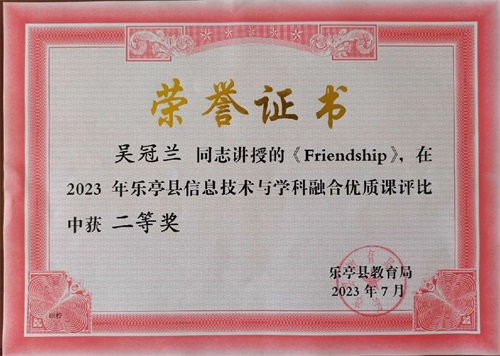 荣誉证书
吴冠兰 同志讲授的《Friendship》，在
2023 年乐亭县信息技术与学科融合优质课评比
中获 二等奖
乐亭县教育局
2023 年 7 月